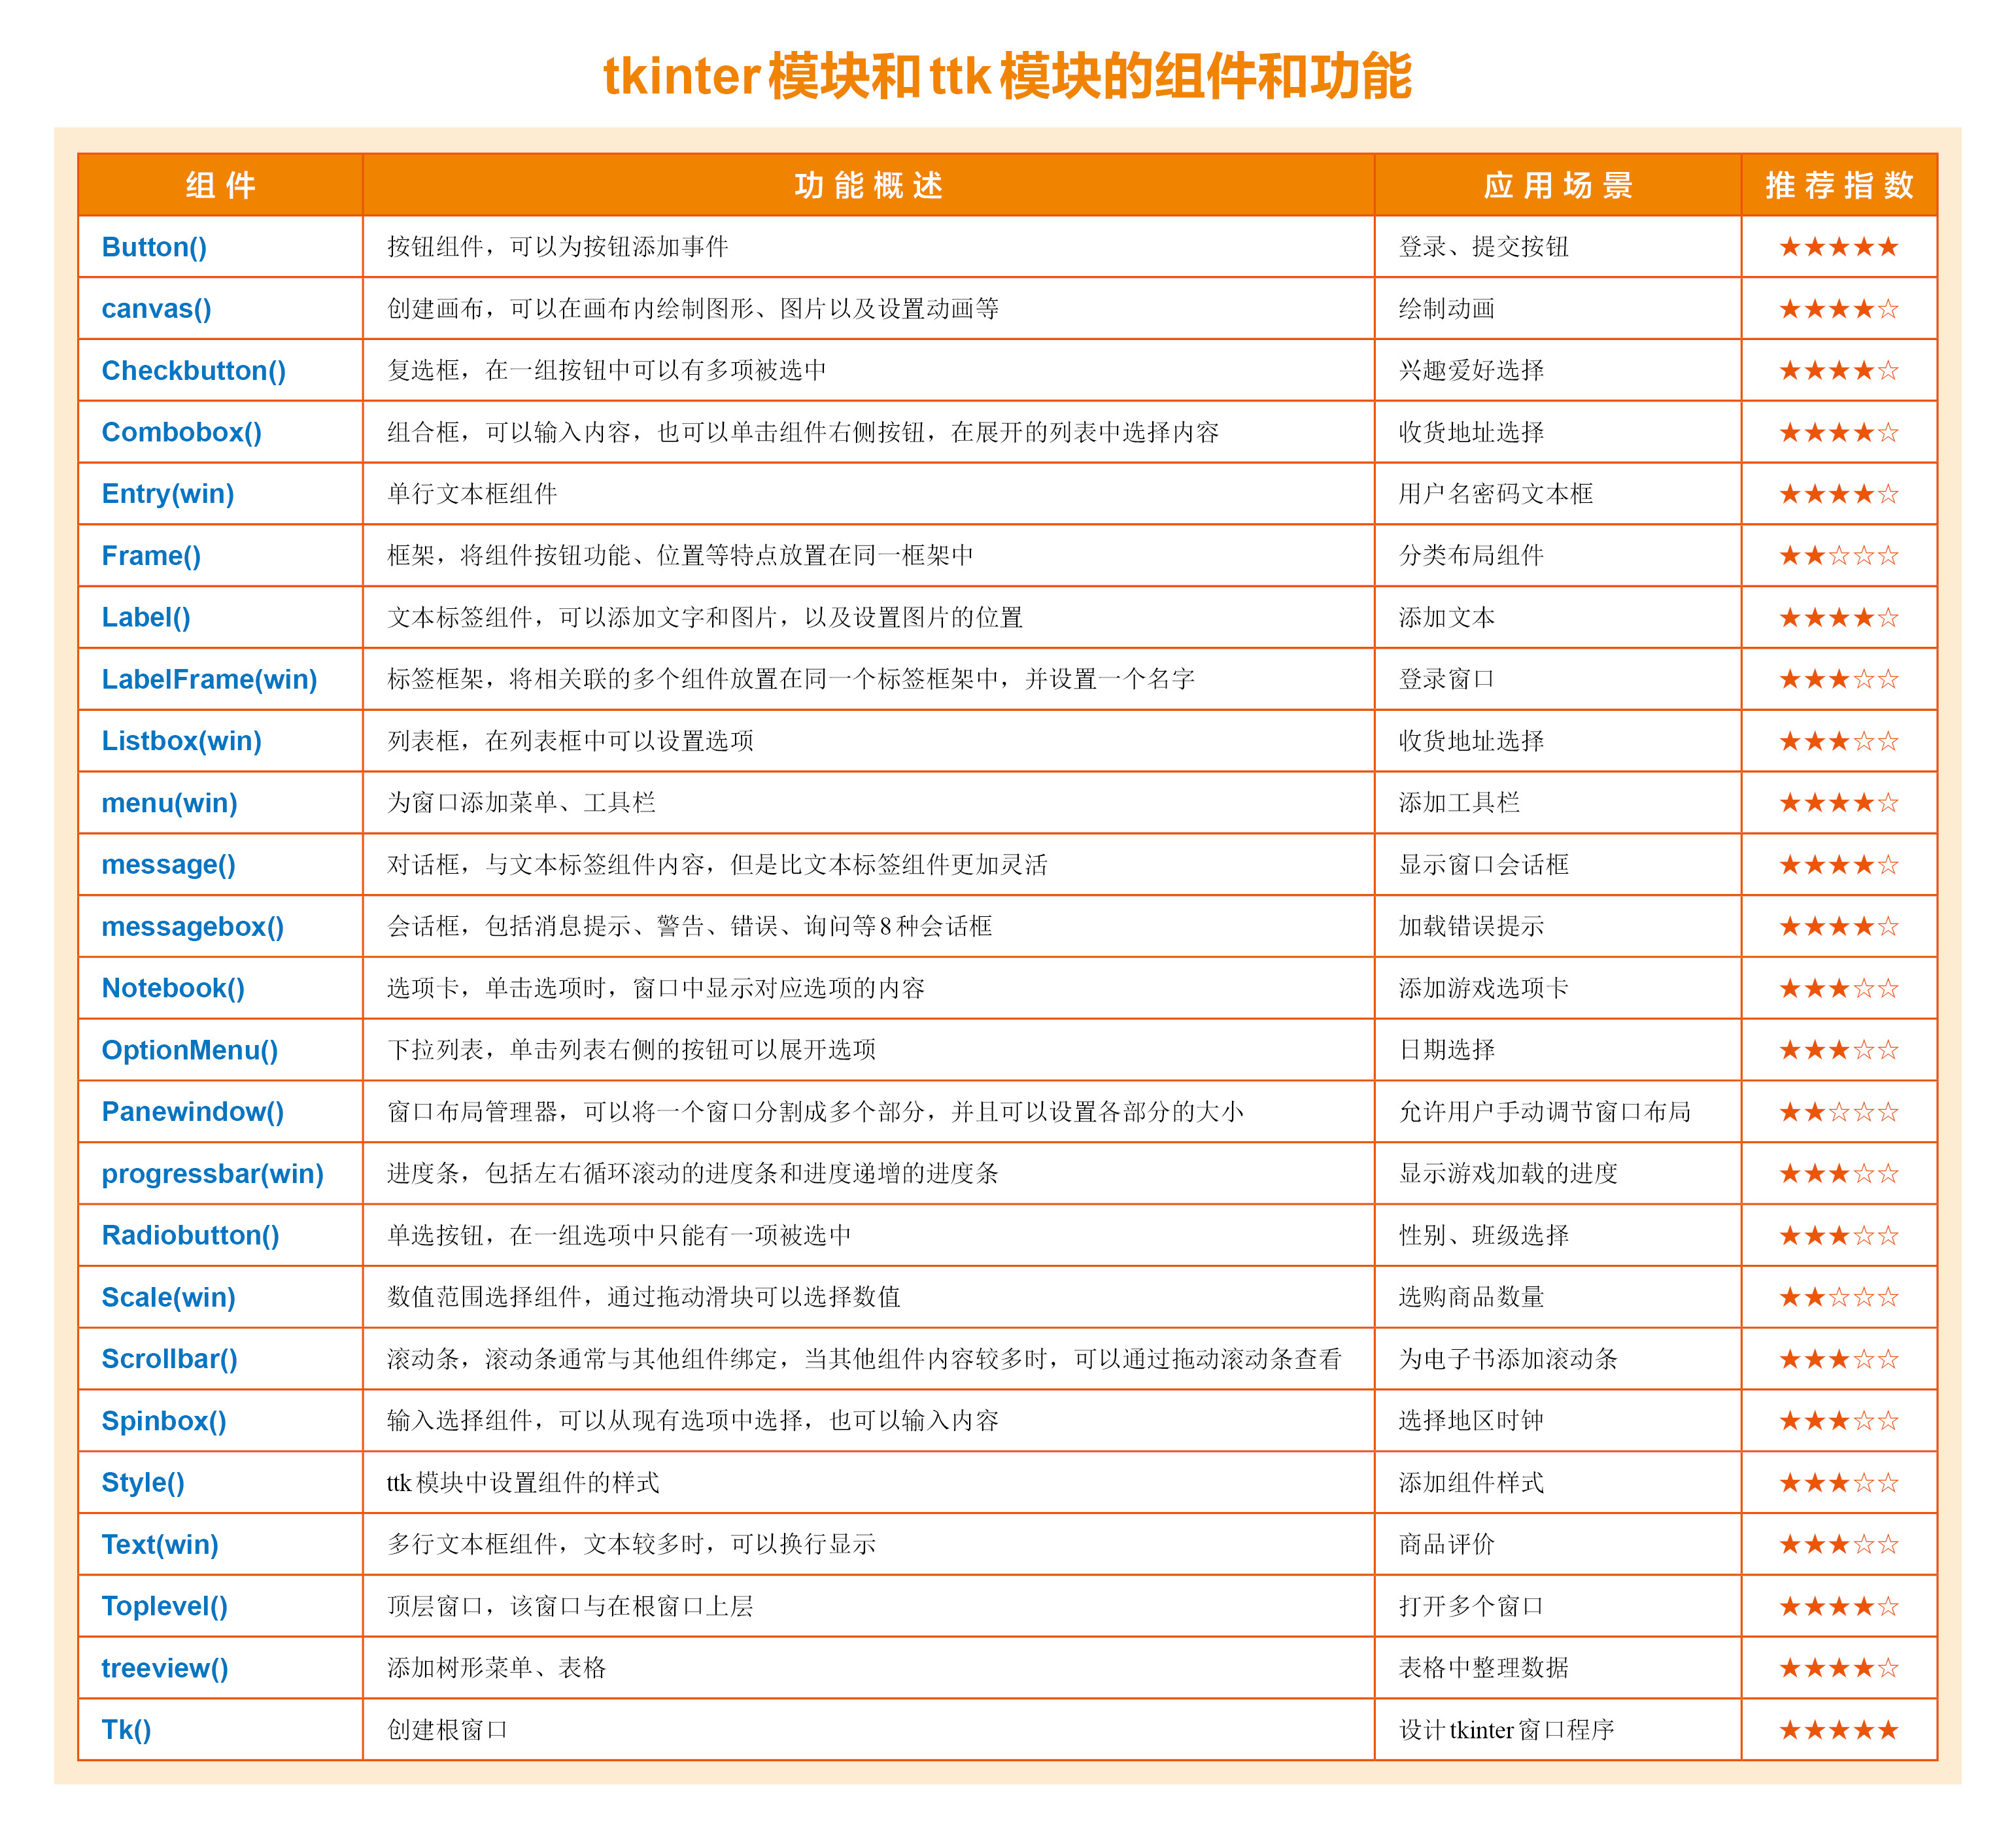 tkinter模块和ttk模块的组件和功能
组件 功能概述 应用场景 推荐指数
Button() 按钮组件，可以为按钮添加事件 登录、提交按钮 ★★★★★
canvas() 创建画布，可以在画布内绘制图形、图片以及设置动画等 绘制动画 ★★★★☆
Checkbutton() 复选框，在一组按钮中可以有多项被选中 兴趣爱好选择 ★★★★☆
Combobox() 组合框，可以输入内容，也可以单击组件右侧按钮，在展开的列表中选择内容 收货地址选择 ★★★★☆
Entry(win) 单行文本框组件 用户名密码文本框 ★★★★☆
Frame() 框架，将组件按钮功能、位置等特点放置在同一框架中 分类布局组件 ★★☆☆☆
Label() 文本标签组件，可以添加文字和图片，以及设置图片的位置 添加文本 ★★★★☆
LabelFrame(win) 标签框架，将相关联的多个组件放置在同一个标签框架中，并设置一个名字 登录窗口 ★★★☆☆
Listbox(win) 列表框，在列表框中可以设置选项 收货地址选择 ★★★☆☆
menu(win) 为窗口添加菜单、工具栏 添加工具栏 ★★★★☆
message() 对话框，与文本标签组件内容，但是比文本标签组件更加灵活 显示窗口会话框 ★★★★☆
messagebox() 会话框，包括消息提示、警告、错误、询问等8种会话框 加载错误提示 ★★★★☆
Notebook() 选项卡，单击选项时，窗口中显示对应选项的内容 添加游戏选项卡 ★★★☆☆
OptionMenu() 下拉列表，单击列表右侧的按钮可以展开选项 日期选择 ★★★☆☆
Panewindow() 窗口布局管理器，可以将一个窗口分割成多个部分，并且可以设置各部分的大小 允许用户手动调节窗口布局 ★★☆☆☆
progressbar(win) 进度条，包括左右循环滚动的进度条和进度递增的进度条 显示游戏加载的进度 ★★★☆☆
Radiobutton() 单选按钮，在一组选项中只能有一项被选中 性别、班级选择 ★★★☆☆
Scale(win) 数值范围选择组件，通过拖动滑块可以选择数值 选购商品数量 ★★☆☆☆
Scrollbar() 滚动条，滚动条通常与其他组件绑定，当其他组件内容较多时，可以通过拖动滚动条查看 为电子书添加滚动条 ★★★☆☆
Spinbox() 输入选择组件，可以从现有选项中选择，也可以输入内容 选择地区时钟 ★★★☆☆
Style() ttk模块中设置组件的样式 添加组件样式 ★★★☆☆
Text(win) 多行文本框组件，文本较多时，可以换行显示 商品评价 ★★★☆☆
Toplevel() 顶层窗口，该窗口与在根窗口上层 打开多个窗口 ★★★★☆
treeview() 添加树形菜单、表格 表格中整理数据 ★★★★☆
Tk() 创建根窗口 设计tkinter窗口程序 ★★★★★